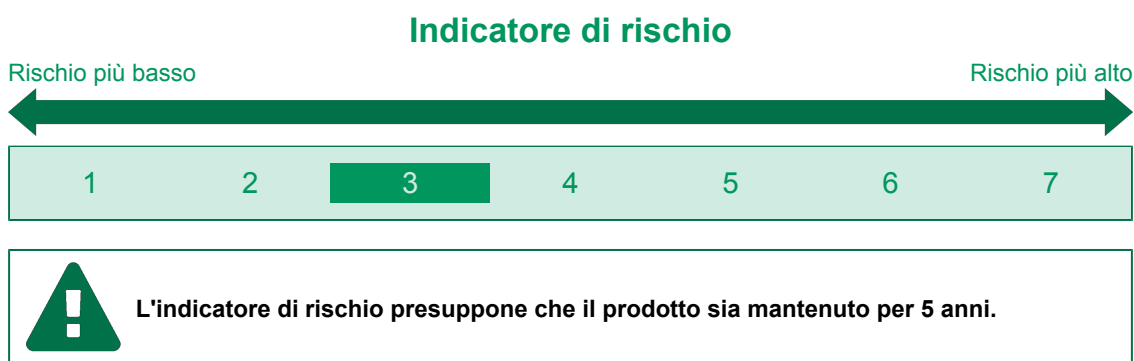 Indicatore di rischio
Rischio più basso
Rischio più alto
1 2 3 4 5 6 7
L'indicatore di rischio presuppone che il prodotto sia mantenuto per 5 anni.